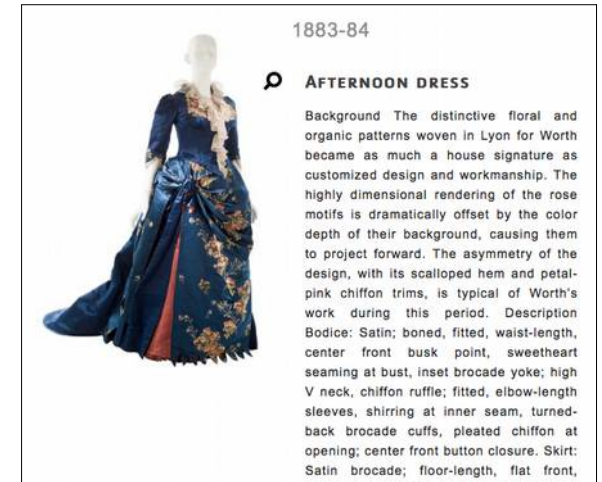 1883-84
AFTERNOON DRESS
Background The distinctive floral and
organic patterns woven in Lyon for Worth
became as much a house signature as
customized design and workmanship. The
highly dimensional rendering of the rose
motifs is dramatically offset by the color
depth of their background, causing them
to project forward. The asymmetry of the
design, with its scalloped hem and petal-
pink chiffon trims, is typical of Worth's
work during this period. Description
Bodice: Satin; boned, fitted, waist-length,
center front busk point, sweetheart
seaming at bust, inset brocade yoke; high
V neck, chiffon ruffle; fitted, elbow-length
sleeves, shirring at inner seam, turned-
back brocade cuffs, pleated chiffon at
opening; center front button closure. Skirt:
Satin brocade; floor-length, flat front,